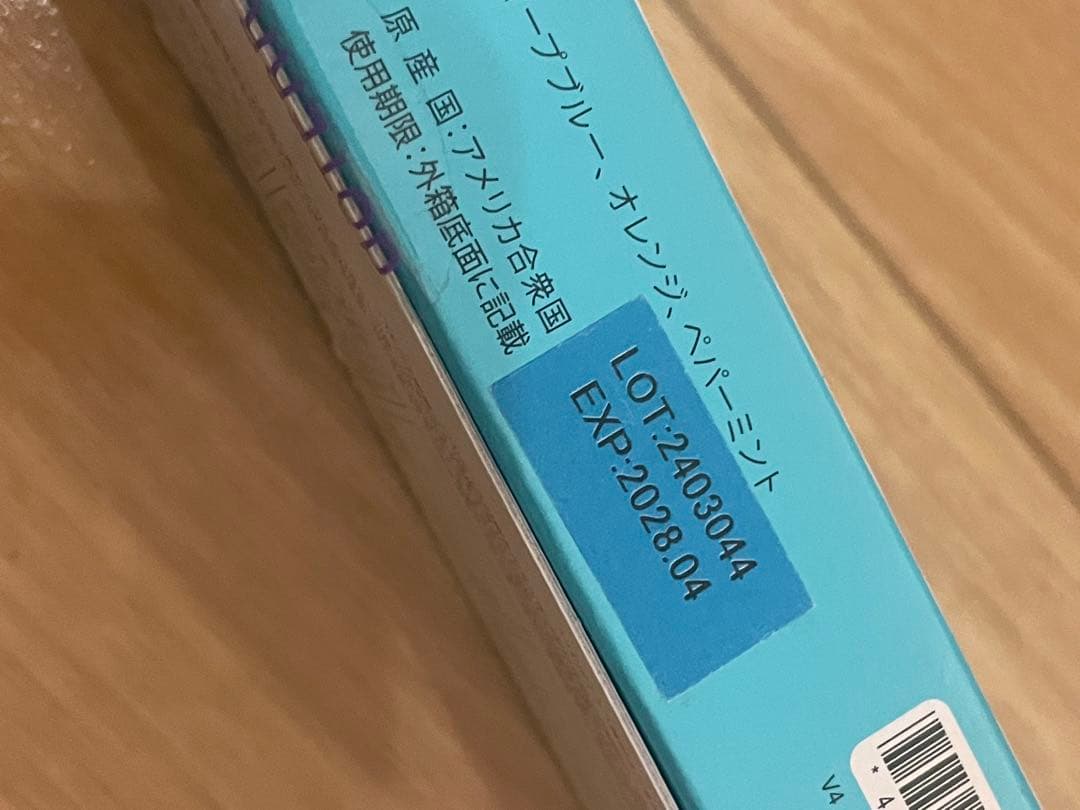 ープブルー、オレンジ、ペパーミント
原産国:アメリカ合衆国
使用期限:外箱底面に記載
LOT:2403044
EXP:2028.04
V4
* 4